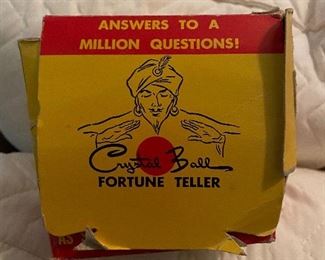 ANSWERS TO A
MILLION QUESTIONS!
Crystal Ball
FORTUNE TELLER